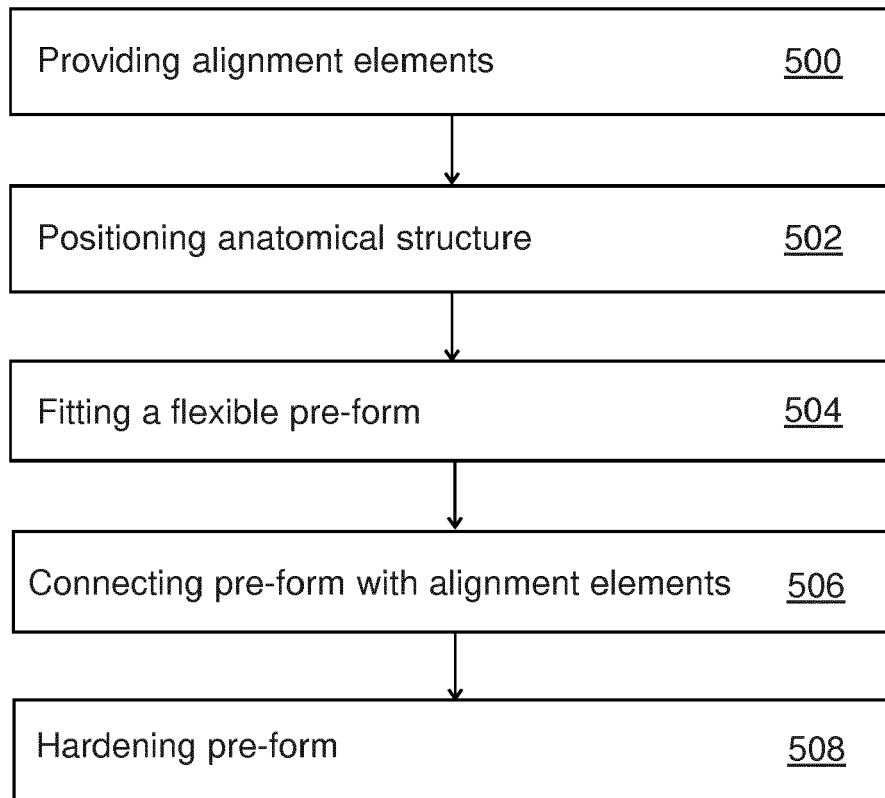 Providing alignment elements 500
Positioning anatomical structure 502
Fitting a flexible pre-form 504
Connecting pre-form with alignment elements 506
Hardening pre-form 508